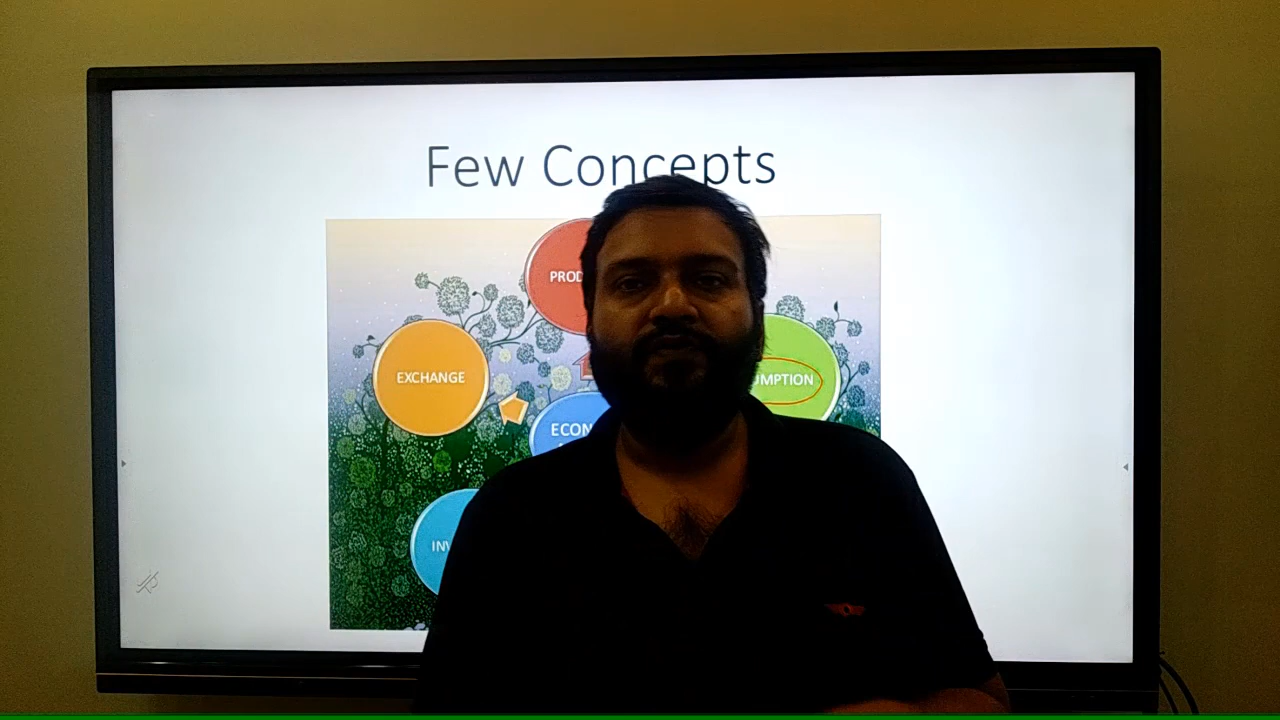 Few Concepts
PROD
EXCHANGE
UMPTION
ECON
INV